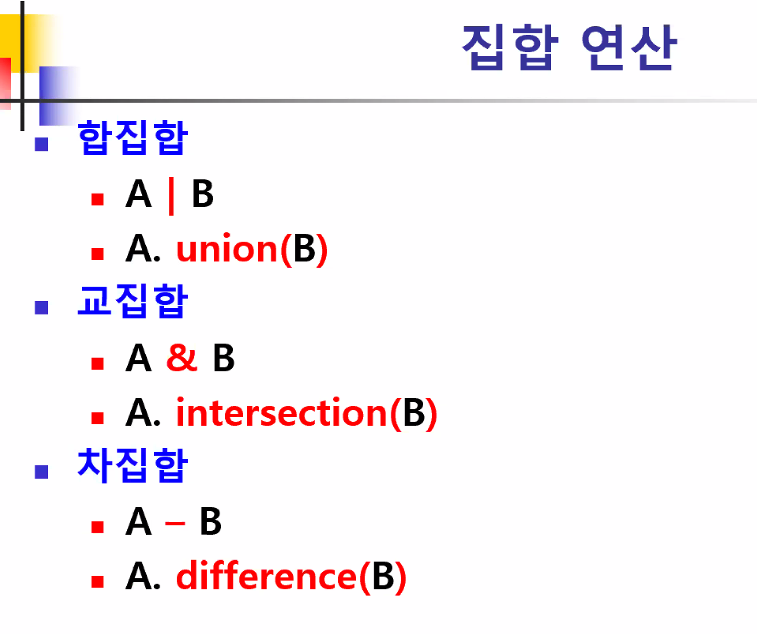 집합 연산
합집합
A | B
A. union(B)
교집합
A & B
A. intersection(B)
차집합
A – B
A. difference(B)